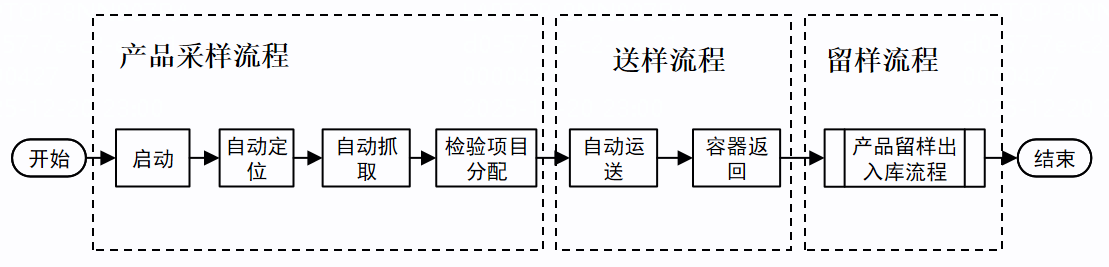 产品采样流程
送样流程
留样流程
开始
启动
自动定
位
自动抓
取
检验项目
分配
自动运
送
容器返
回
产品留样出
入库流程
结束